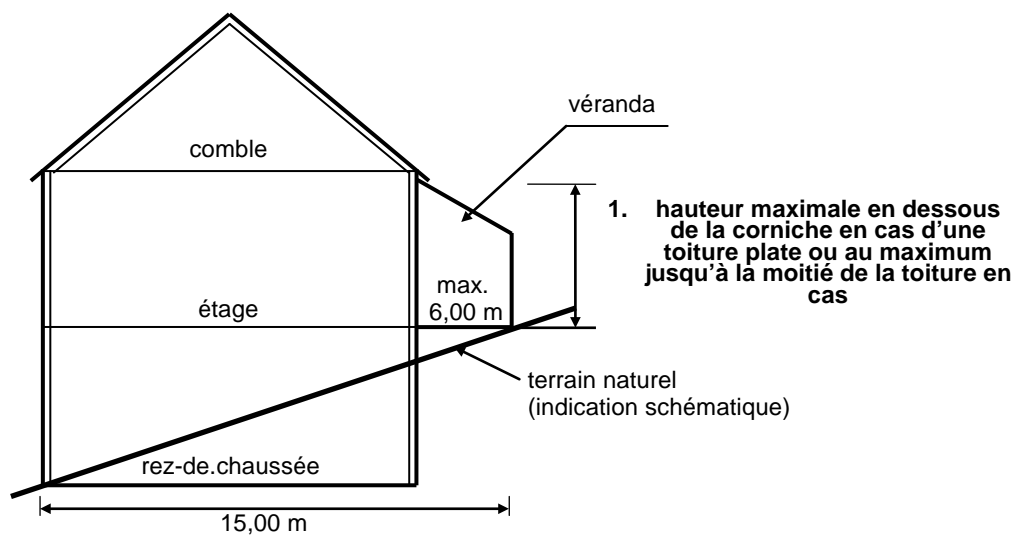 véranda
comble
1. hauteur maximale en dessous
de la corniche en cas d’une
toiture plate ou au maximum
jusqu’à la moitié de la toiture en
cas
max.
6,00 m
étage
terrain naturel
(indication schématique)
rez-de.chaussée
15,00 m